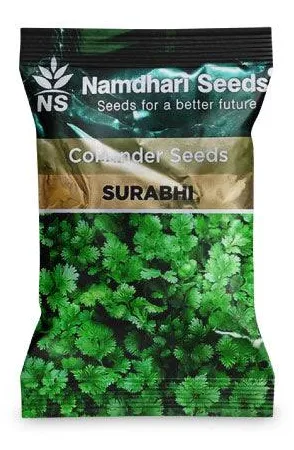 NS
Namdhari Seeds®
Seeds for a better future
Coriander Seeds
SURABHI